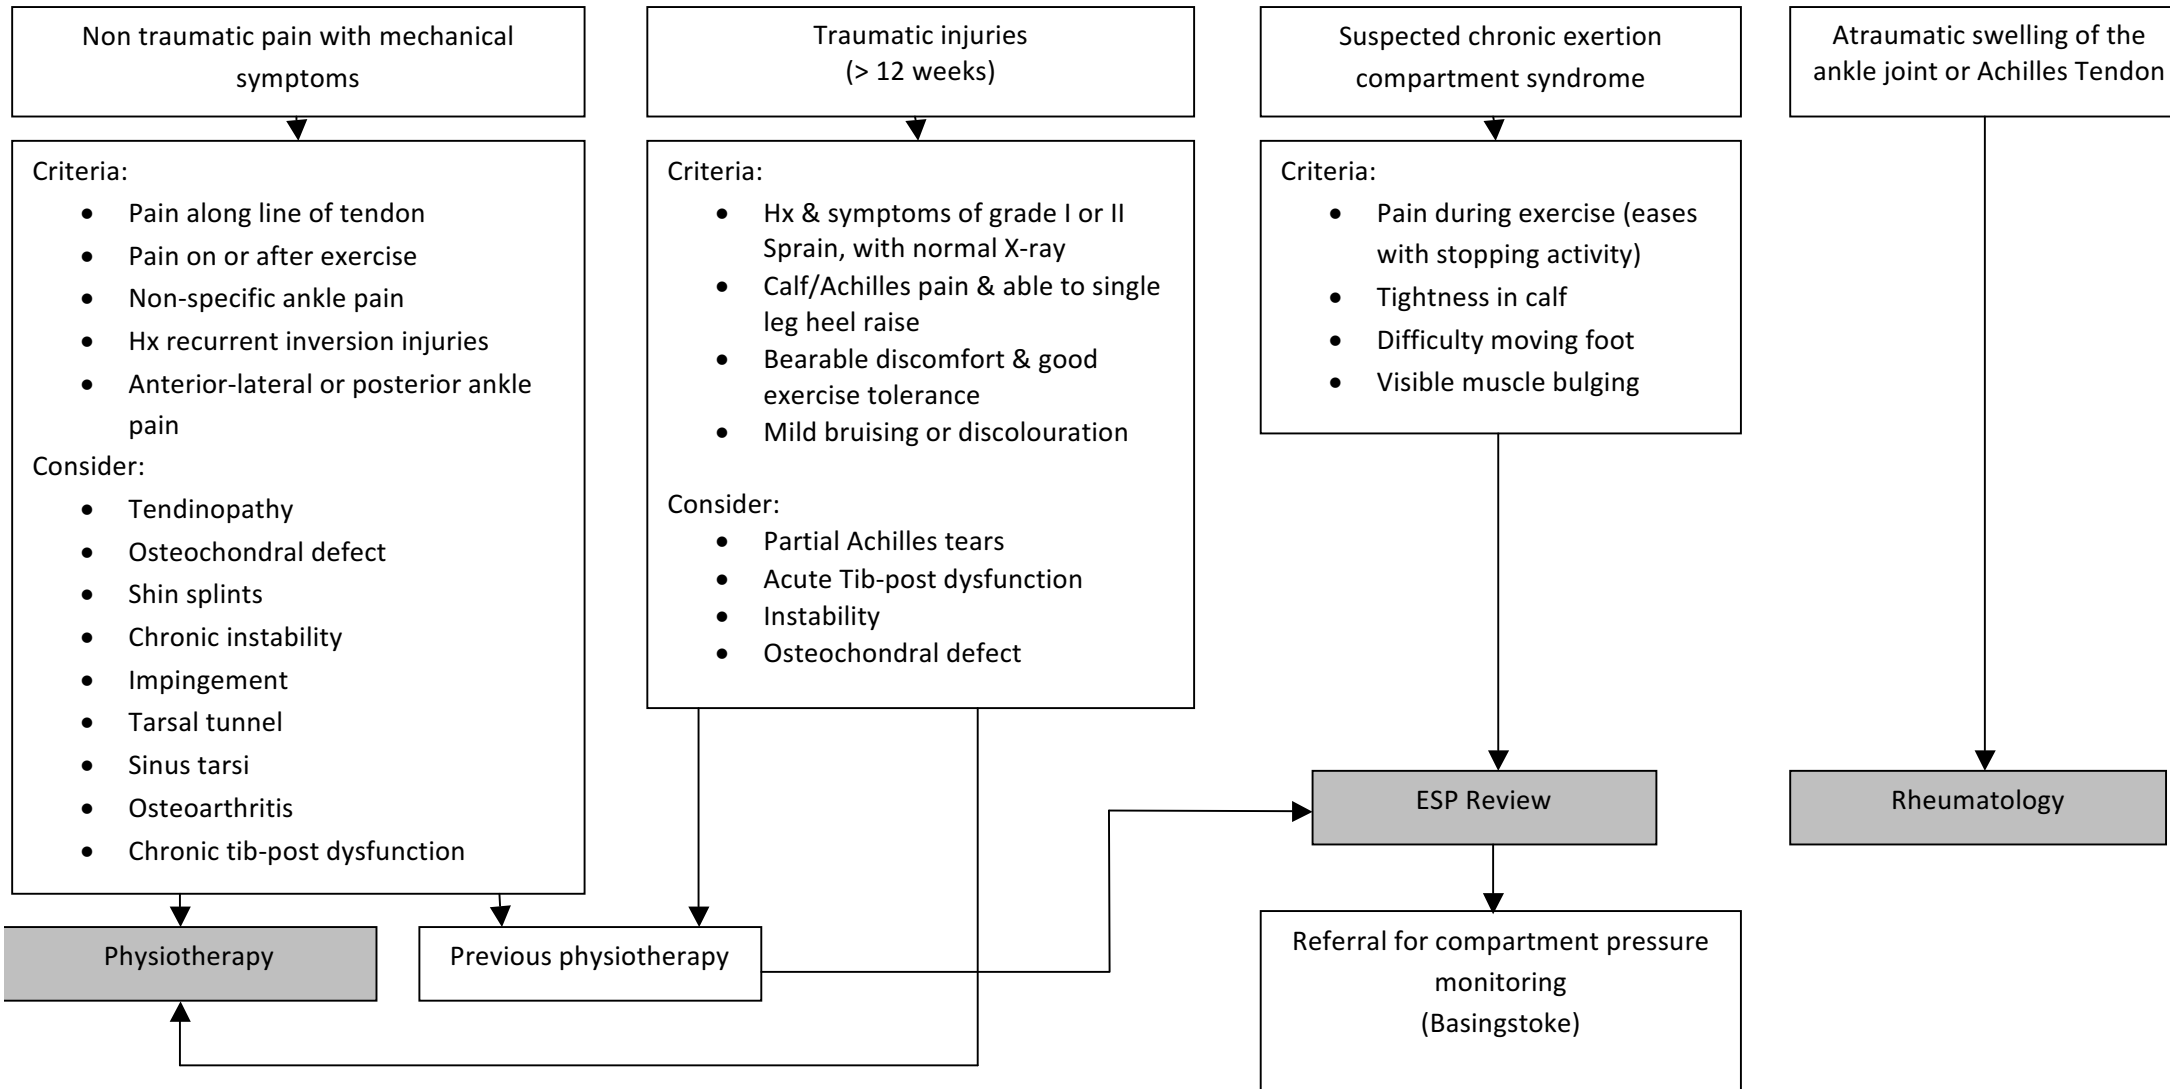 Non traumatic pain with mechanical
symptoms
Criteria:
• Pain along line of tendon
• Pain on or after exercise
• Non-specific ankle pain
• Hx recurrent inversion injuries
• Anterior-lateral or posterior ankle
pain
Consider:
• Tendinopathy
• Osteochondral defect
• Shin splints
• Chronic instability
• Impingement
• Tarsal tunnel
• Sinus tarsi
• Osteoarthritis
• Chronic tib-post dysfunction
Traumatic injuries
(> 12 weeks)
Criteria:
• Hx & symptoms of grade I or II
Sprain, with normal X-ray
• Calf/Achilles pain & able to single
leg heel raise
• Bearable discomfort & good
exercise tolerance
• Mild bruising or discolouration
Consider:
• Partial Achilles tears
• Acute Tib-post dysfunction
• Instability
• Osteochondral defect
Suspected chronic exertion
compartment syndrome
Criteria:
• Pain during exercise (eases
with stopping activity)
• Tightness in calf
• Difficulty moving foot
• Visible muscle bulging
Atraumatic swelling of the
ankle joint or Achilles Tendon
ESP Review
Rheumatology
Physiotherapy
Previous physiotherapy
Referral for compartment pressure
monitoring
(Basingstoke)